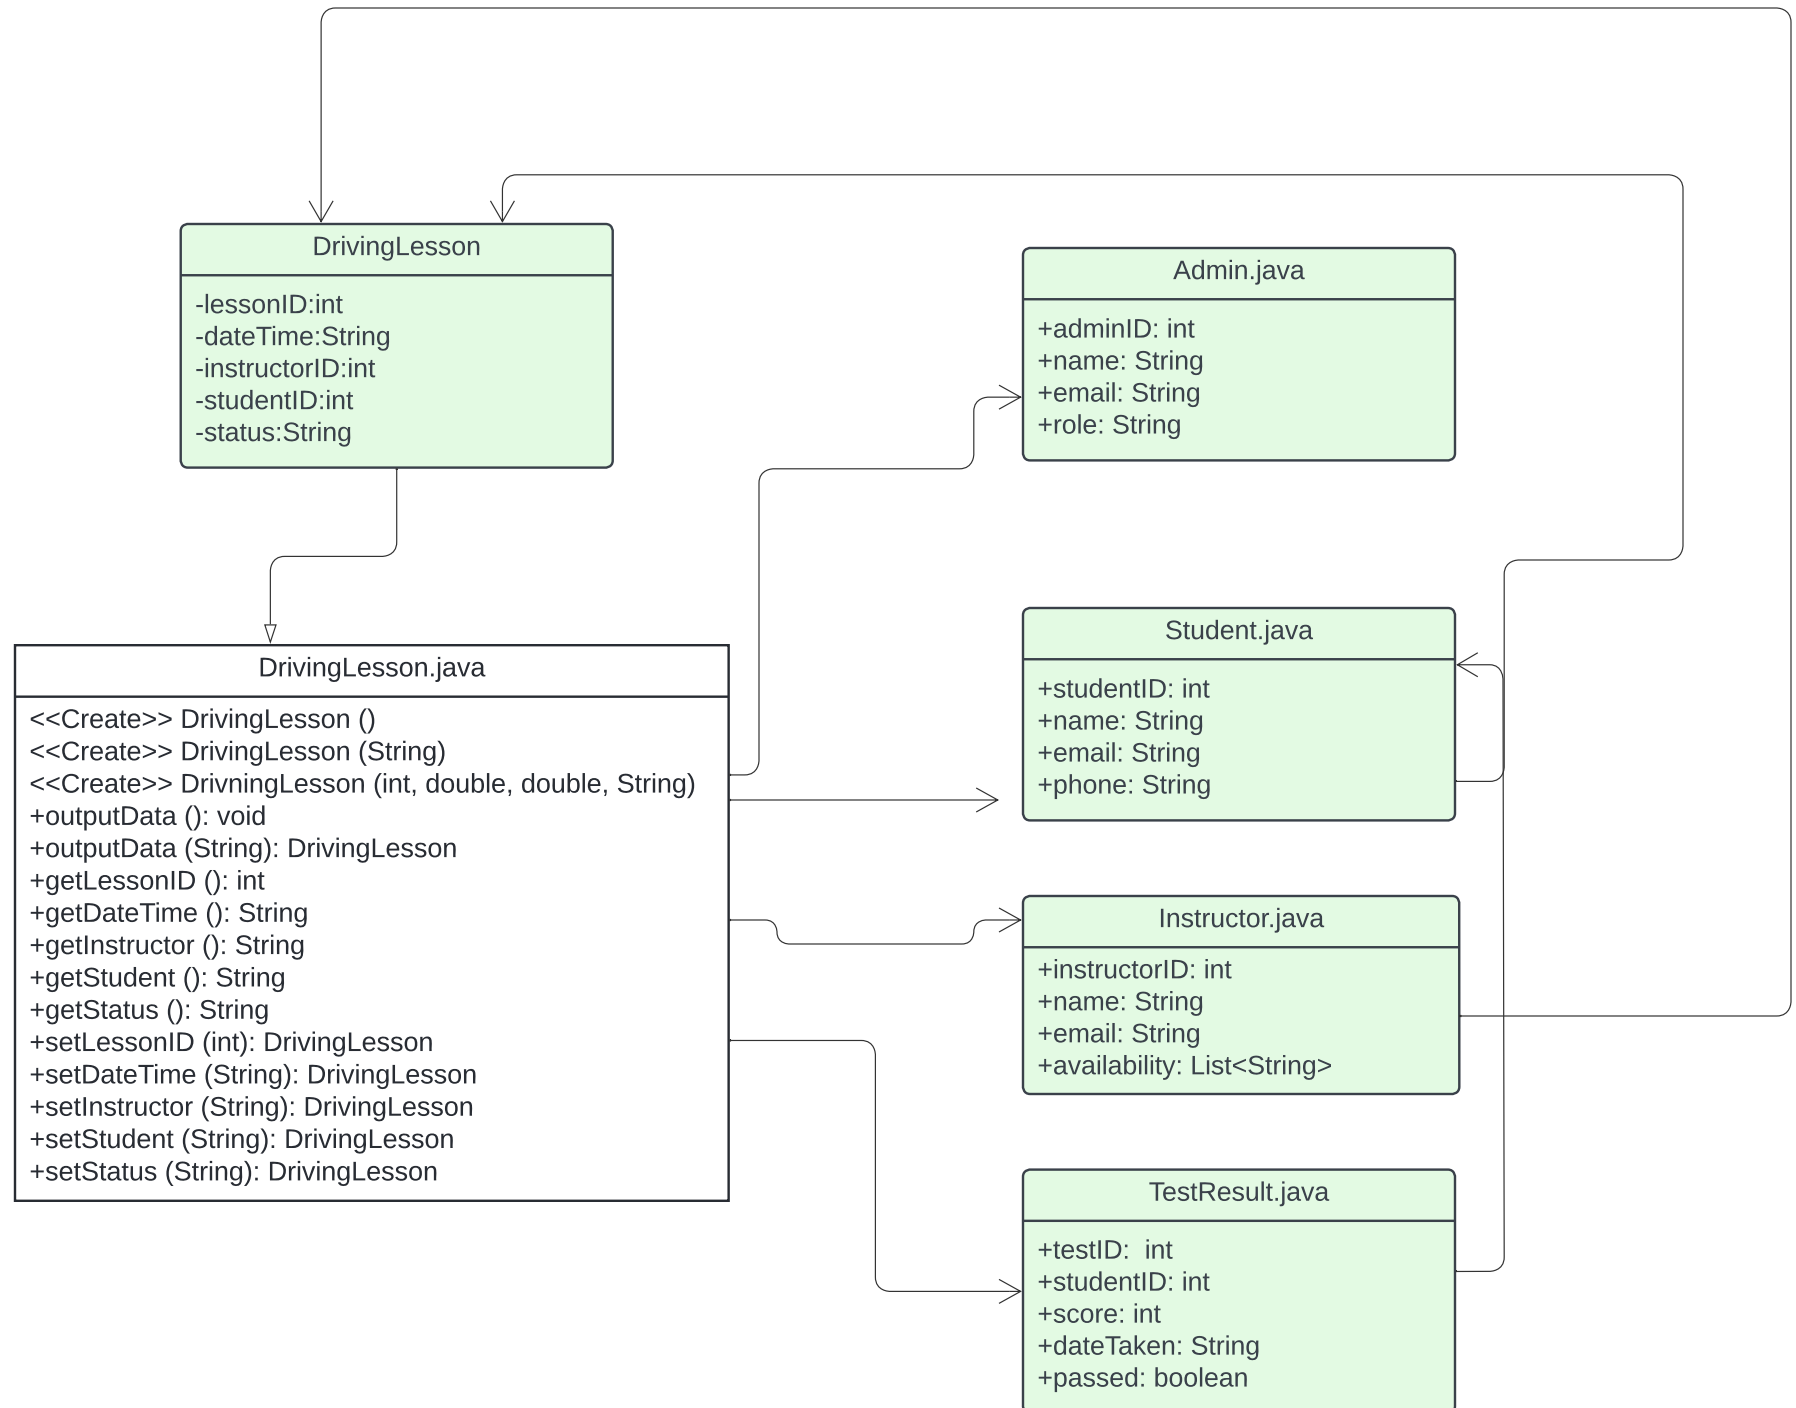 DrivingLesson
-lessonID:int
-dateTime:String
-instructorID:int
-studentID:int
-status:String
DrivingLesson.java
<<Create>> DrivingLesson ()
<<Create>> DrivingLesson (String)
<<Create>> DrivningLesson (int, double, double, String)
+outputData (): void
+outputData (String): DrivingLesson
+getLessonID (): int
+getDateTime (): String
+getInstructor (): String
+getStudent (): String
+getStatus (): String
+setLessonID (int): DrivingLesson
+setDateTime (String): DrivingLesson
+setInstructor (String): DrivingLesson
+setStudent (String): DrivingLesson
+setStatus (String): DrivingLesson
Admin.java
+adminID: int
+name: String
+email: String
+role: String
Student.java
+studentID: int
+name: String
+email: String
+phone: String
Instructor.java
+instructorID: int
+name: String
+email: String
+availability: List<String>
TestResult.java
+testID:  int
+studentID: int
+score: int
+dateTaken: String
+passed: boolean